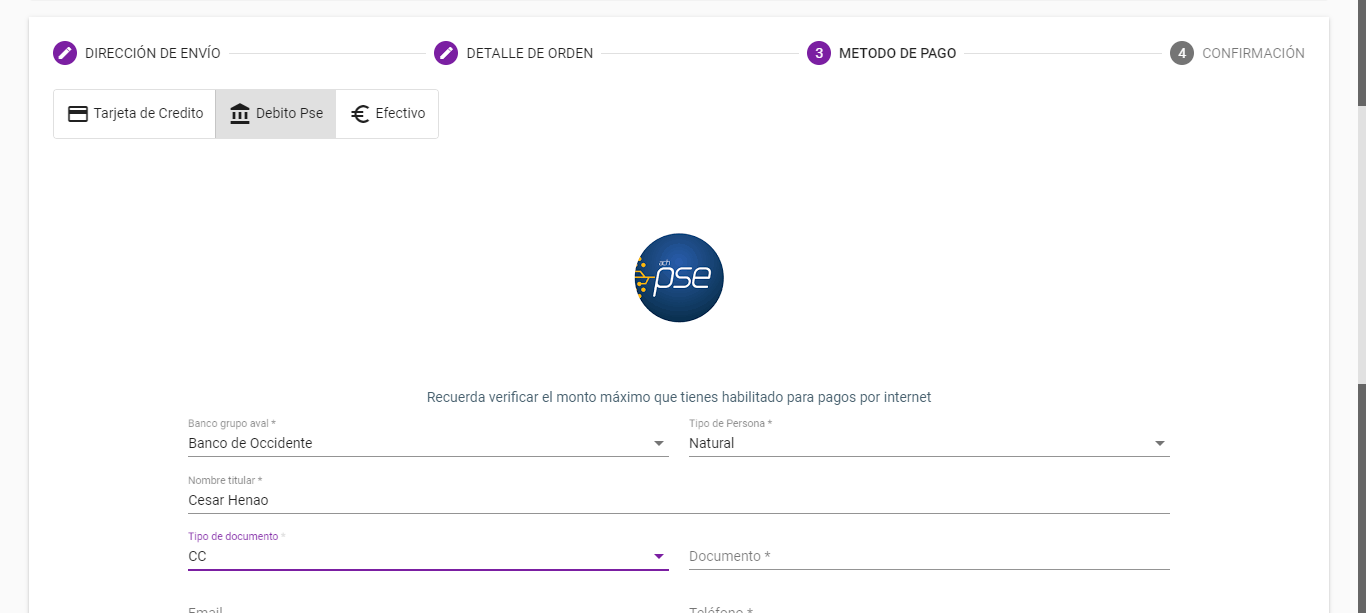 DIRECCIÓN DE ENVÍO
DETALLE DE ORDEN
3 METODO DE PAGO
4 CONFIRMACIÓN
Tarjeta de Credito
Debito Pse
Efectivo
ach
pse
Recuerda verificar el monto máximo que tienes habilitado para pagos por internet
Banco grupo aval *
Banco de Occidente
Tipo de Persona *
Natural
Nombre titular *
Cesar Henao
Tipo de documento *
CC
Documento *
Email
Teléfono *